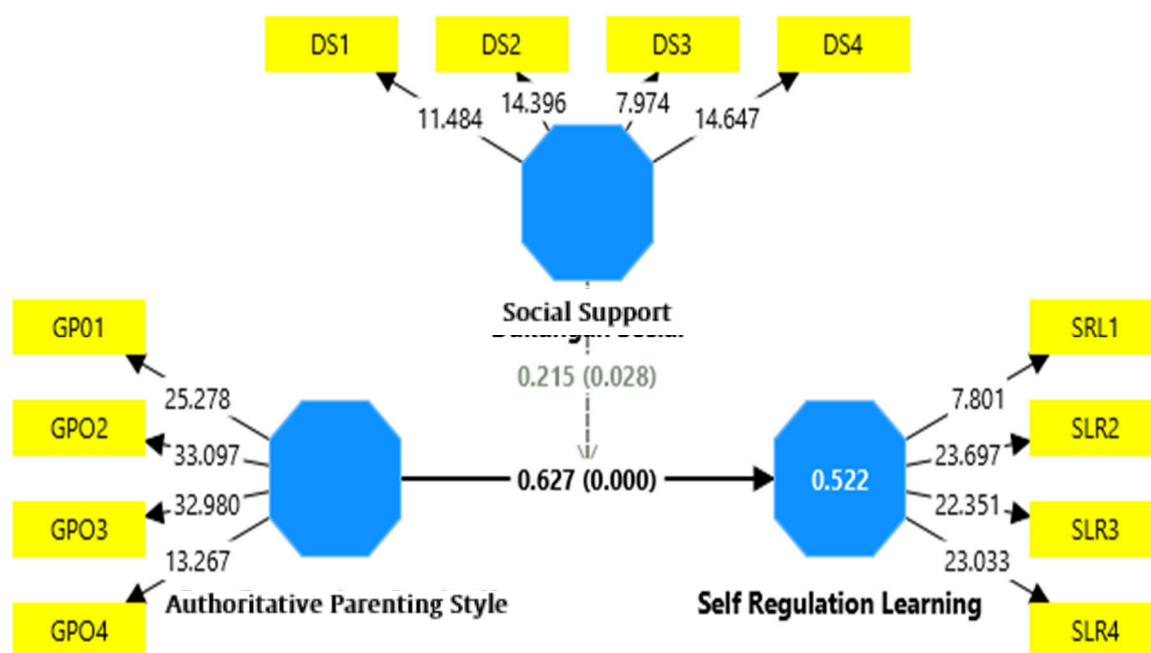 DS1 DS2 DS3 DS4
11.484 14.396 7.974 14.647
Social Support
0.215 (0.028)
GP01
GPO2
GPO3
GPO4
25.278
33.097
32.980
13.267
Authoritative Parenting Style
0.627 (0.000)
0.522
Self Regulation Learning
7.801
23.697
22.351
23.033
SRL1
SLR2
SLR3
SLR4